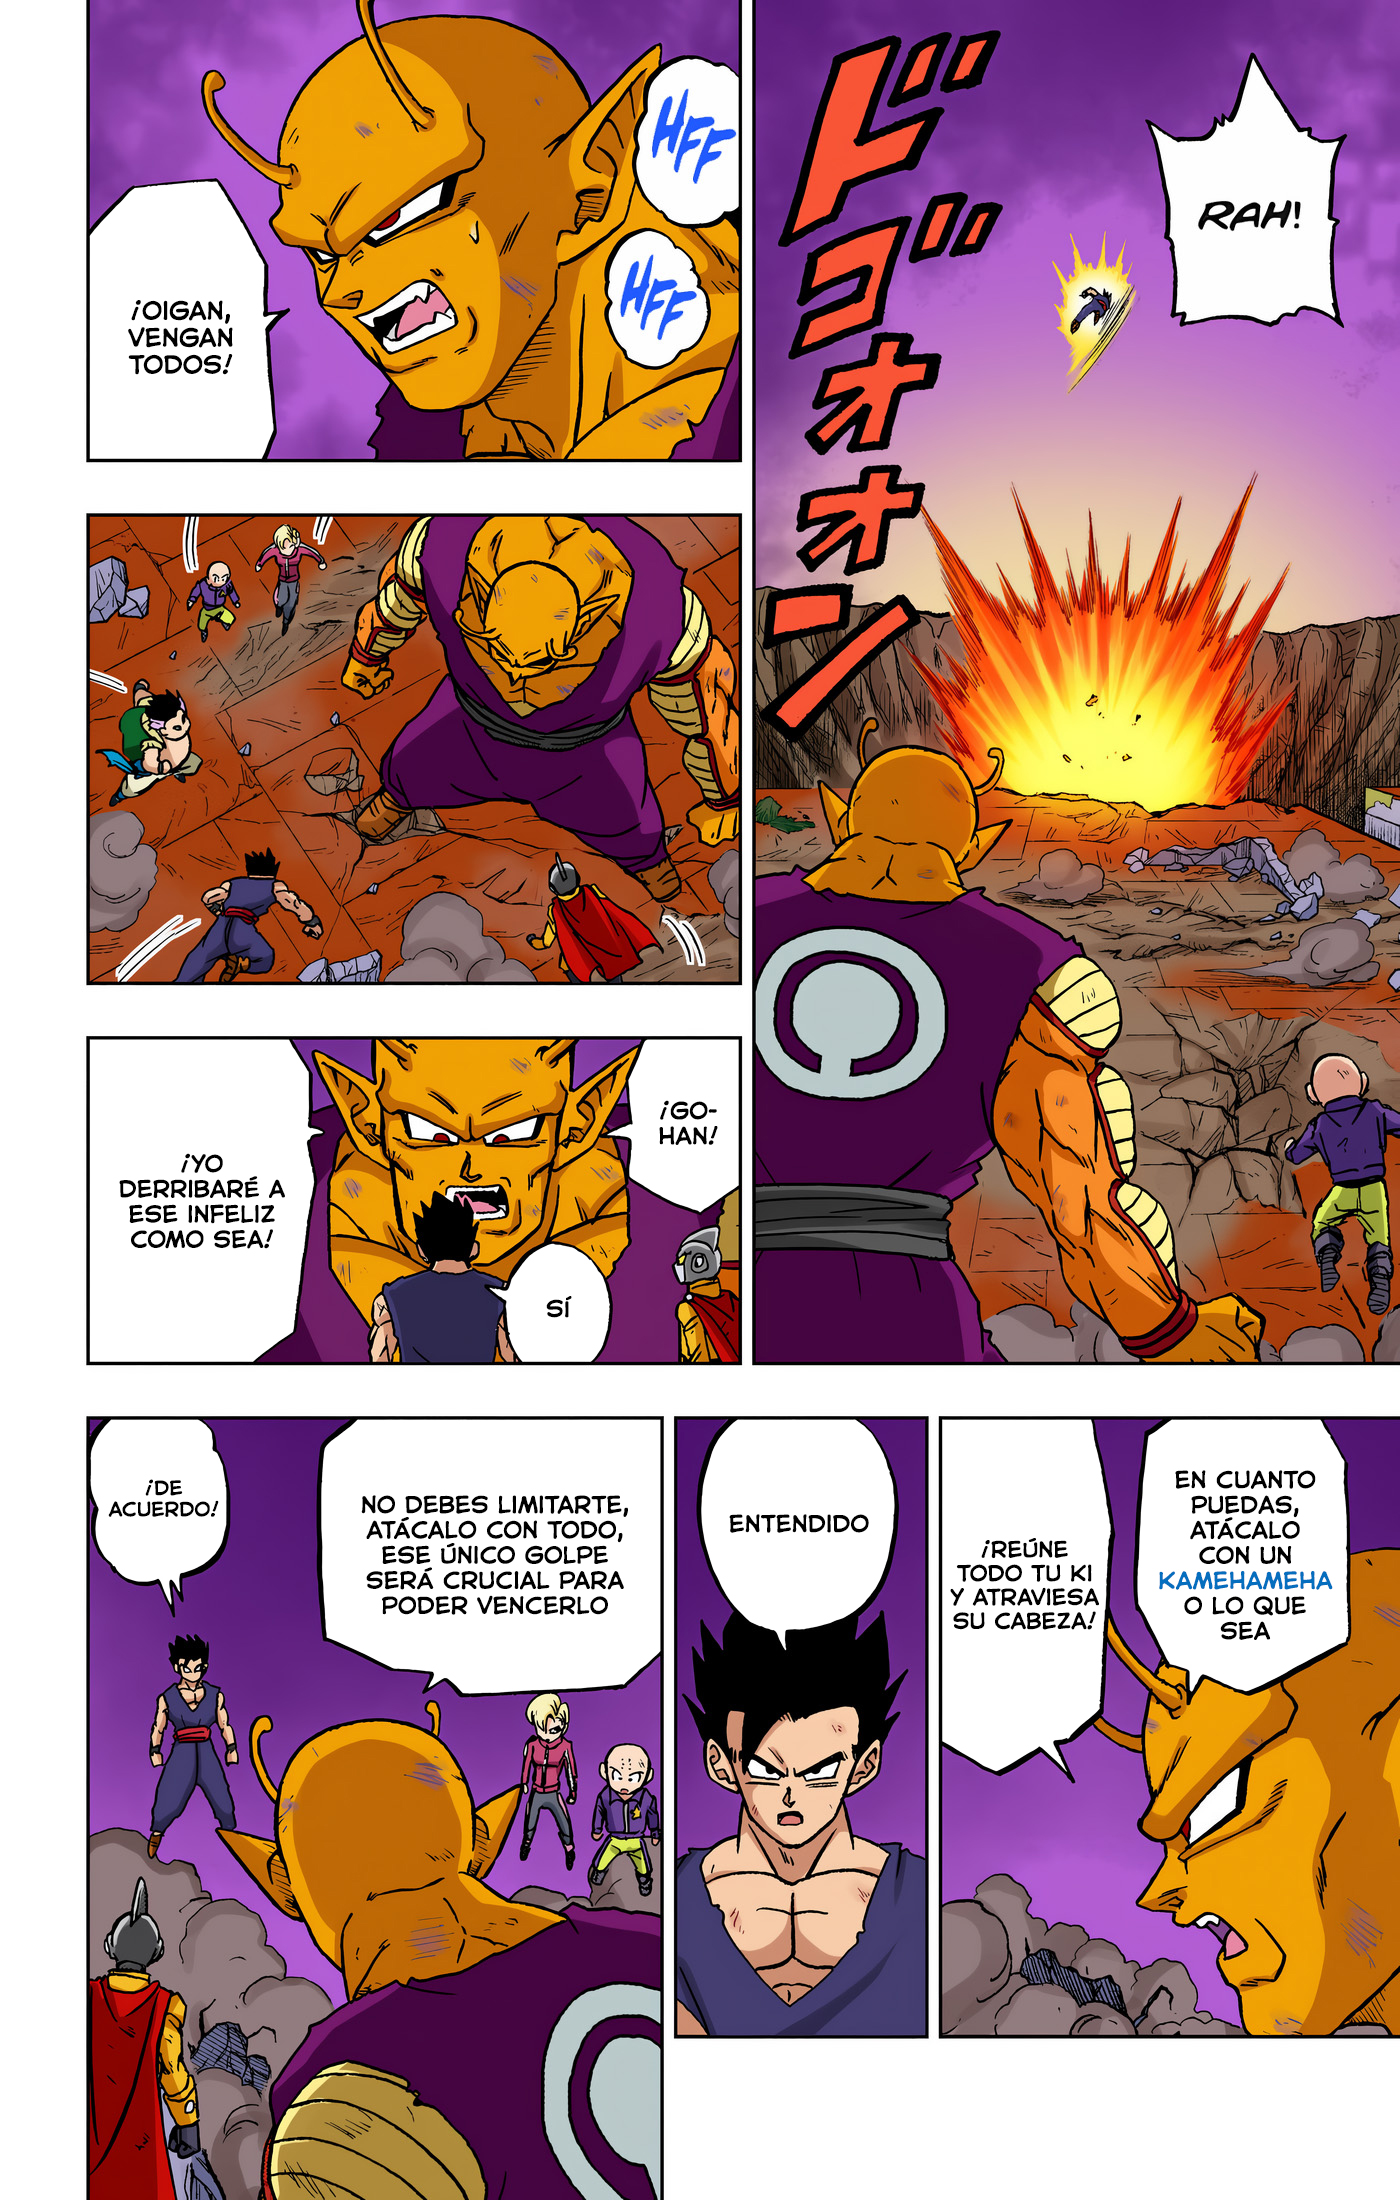 RAH!
ドゴオオン
HFF
HFF
¡OIGAN,
VENGAN
TODOS!
¡GO-
HAN!
¡YO
DERRIBARÉ A
ESE INFELIZ
COMO SEA!
SÍ
EN CUANTO
PUEDAS,
ATÁCALO
CON UN
KAMEHAMEHA
O LO QUE
SEA
¡REÚNE
TODO TU KI
Y ATRAVIESA
SU CABEZA!
ENTENDIDO
NO DEBES LIMITARTE,
ATÁCALO CON TODO,
ESE ÚNICO GOLPE
SERÁ CRUCIAL PARA
PODER VENCERLO
¡DE
ACUERDO!